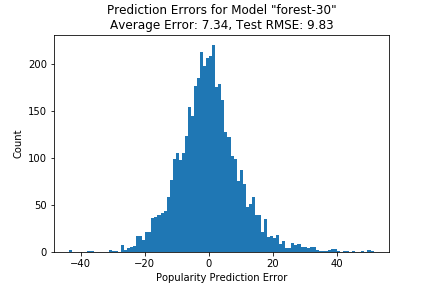 Prediction Errors for Model "forest-30"
Average Error: 7.34, Test RMSE: 9.83
200
150
100
50
0
Count
−40
−20
0
20
40
Popularity Prediction Error